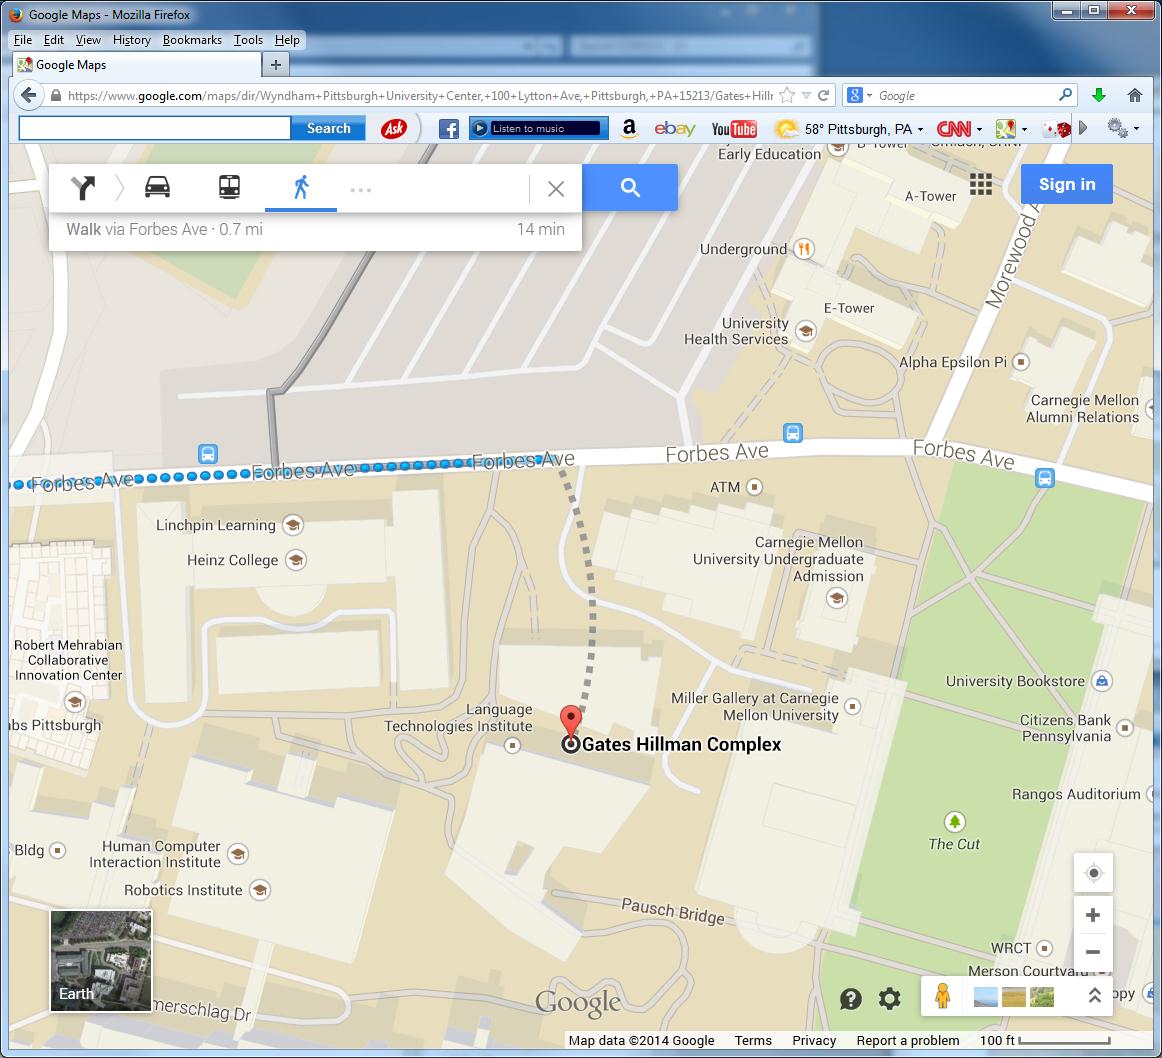 Google Maps - Mozilla Firefox
File Edit View History Bookmarks Tools Help
Google Maps
https://www.google.com/maps/dir/Wyndham+Pittsburgh+University+Center,+100+Lytton+Ave,+Pittsburgh,+PA+15213/Gates+Hill
Google
Search
Ask
Listen to music
a
ebay
YouTube
58° Pittsburgh, PA
CNN
Sign in
Walk via Forbes Ave · 0.7 mi
14 min
Early Education
B-Tower
A-Tower
Morewood A
Underground
E-Tower
University
Health Services
Alpha Epsilon Pi
Carnegie Mellon
Alumni Relations
Forbes Ave
Forbes Ave
Forbes Ave
Forbes Ave
Forbes Ave
ATM
Linchpin Learning
Heinz College
Carnegie Mellon
University Undergraduate
Admission
Robert Mehrabian
Collaborative
Innovation Center
abs Pittsburgh
Language
Technologies Institute
Miller Gallery at Carnegie
Mellon University
University Bookstore
Citizens Bank
Pennsylvania
Gates Hillman Complex
Rangos Auditorium
The Cut
Bldg
Human Computer
Interaction Institute
Robotics Institute
Pausch Bridge
WRCT
Merson Courtyard
opy
Earth
merschlag Dr
Google
Map data ©2014 Google Terms Privacy Report a problem 100 ft